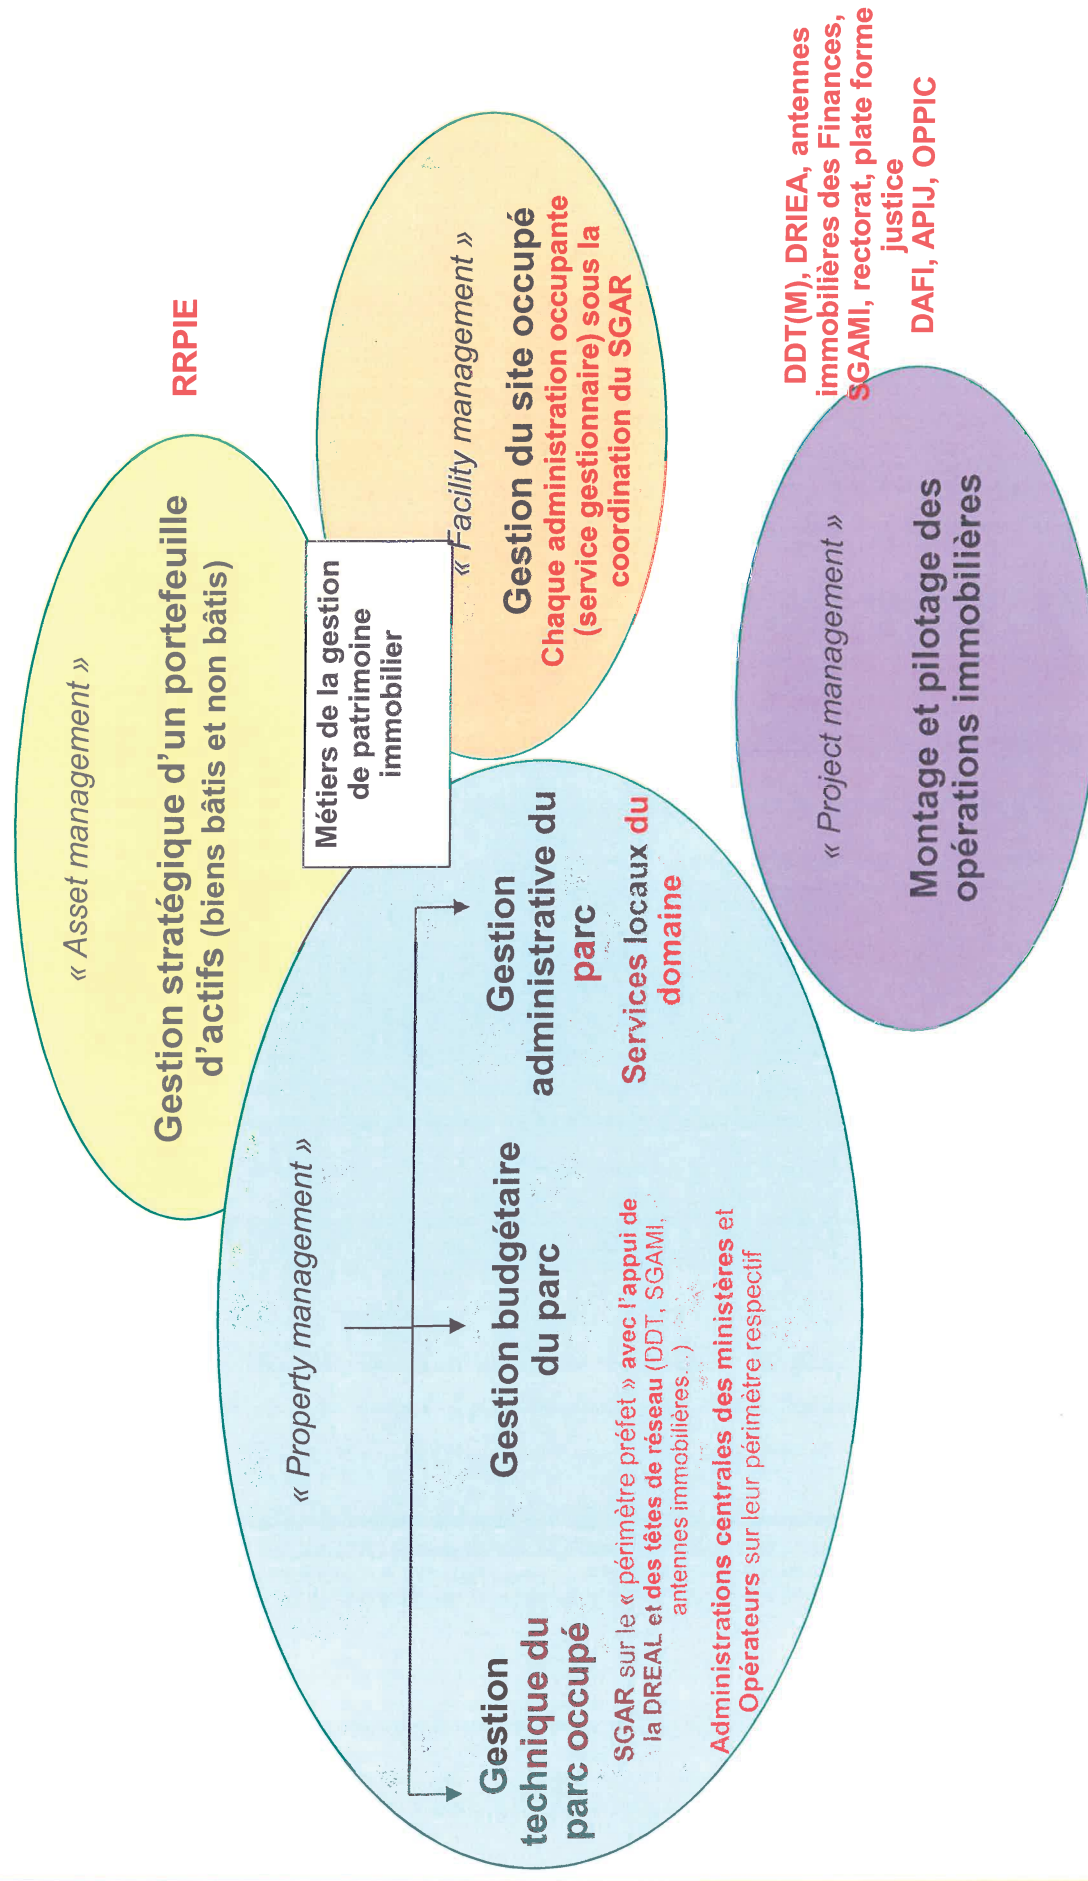 « Asset management »
Gestion stratégique d'un portefeuille
d'actifs (biens bâtis et non bâtis)
RRPIE
Métiers de la gestion
de patrimoine
immobilier
« Property management »
Gestion
technique du
parc occupé
Gestion budgétaire
du parc
SGAR sur le « périmètre préfet » avec l'appui de
la DREAL et des têtes de réseau (DDT, SGAMI,
antennes immobilières...)
Administrations centrales des ministères et
Opérateurs sur leur périmètre respectif
Gestion
administrative du
parc
Services locaux du
domaine
« Facility management »
Gestion du site occupé
Chaque administration occupante
(service gestionnaire) sous la
coordination du SGAR
« Project management »
Montage et pilotage des
opérations immobilières
DDT(M), DRIEA, antennes
immobilières des Finances,
SGAMI, rectorat, plate forme
justice
DAFI, APIJ, OPPIC